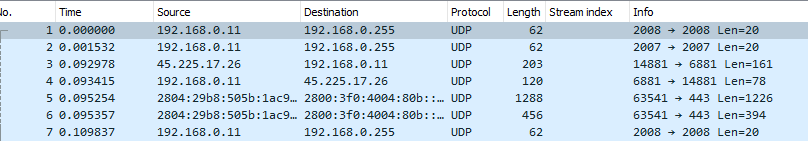 No. Time Source Destination Protocol Length Stream index Info
1 0.000000 192.168.0.11 192.168.0.255 UDP 62 2008 → 2008 Len=20
2 0.001532 192.168.0.11 192.168.0.255 UDP 62 2007 → 2007 Len=20
3 0.092978 45.225.17.26 192.168.0.11 UDP 203 14881 → 6881 Len=161
4 0.093415 192.168.0.11 45.225.17.26 UDP 120 6881 → 14881 Len=78
5 0.095254 2804:29b8:505b:1ac9… 2800:3f0:4004:80b::… UDP 1288 63541 → 443 Len=1226
6 0.095357 2804:29b8:505b:1ac9… 2800:3f0:4004:80b::… UDP 456 63541 → 443 Len=394
7 0.109837 192.168.0.11 192.168.0.255 UDP 62 2008 → 2008 Len=20